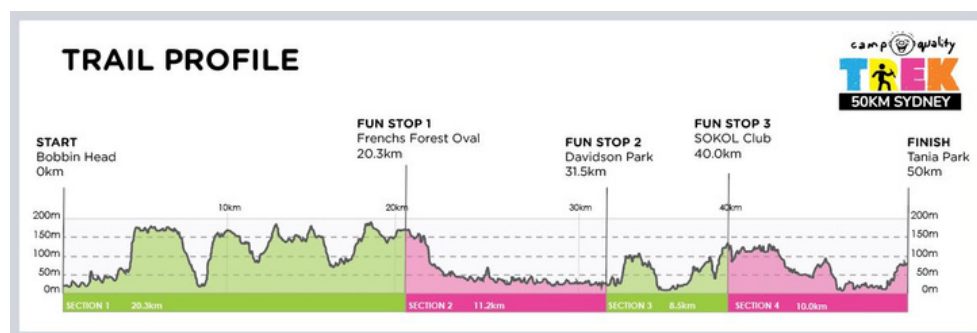 TRAIL PROFILE
camp quality
TREK
50KM SYDNEY
START
Bobbin Head
0km
FUN STOP 1
Frenchs Forest Oval
20.3km
FUN STOP 2
Davidson Park
31.5km
FUN STOP 3
SOKOL Club
40.0km
FINISH
Tania Park
50km
10km
20km
30km
40km
200m
150m
100m
50m
0m
200m
150m
100m
50m
0m
SECTION 1 20.3km
SECTION 2 11.2km
SECTION 3 8.5km
SECTION 4 10.0km